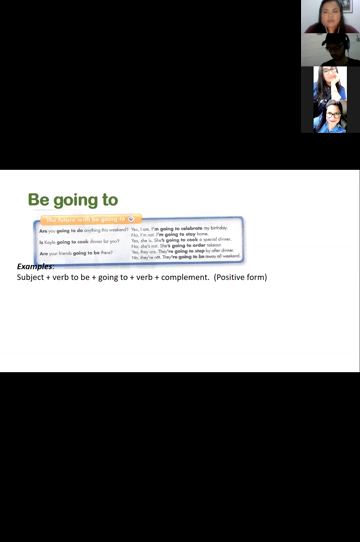 Be going to
The future with be going to
Are you going to do anything this weekend? Yes, I am. I'm going to celebrate my birthday.
No, I'm not. I'm going to stay home.
Is Kayla going to cook dinner for you? Yes, she is. She's going to cook a special dinner.
No, she's not. She's going to order takeout.
Are your friends going to be there? Yes, they are. They're going to stop by after dinner.
No, they're not. They're going to be away all weekend.
Examples:
Subject + verb to be + going to + verb + complement. (Positive form)